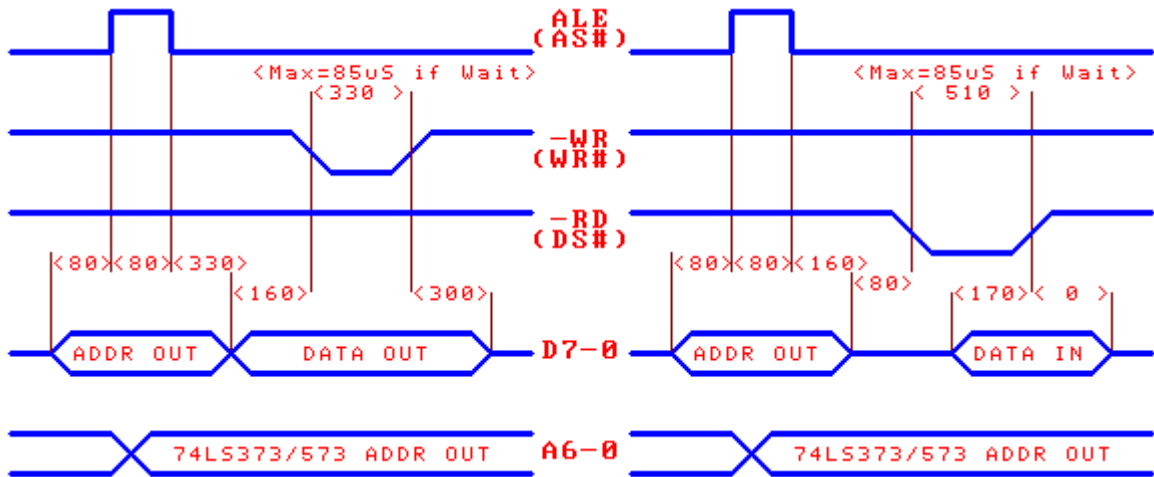 ALE
(AS#)
<Max=85uS if Wait>
<Max=85uS if Wait>
<330 >
< 510 >
-WR
(WR#)
-RD
(DS#)
<80><80><330>
<80><80><160>
<160>
<300>
<80>
<170>< 0 >
ADDR OUT
DATA OUT
D7-0
ADDR OUT
DATA IN
74LS373/573 ADDR OUT
A6-0
74LS373/573 ADDR OUT